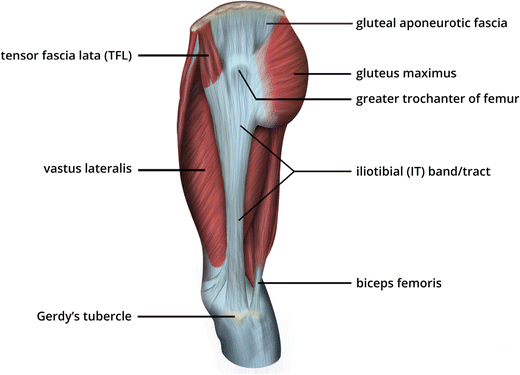 gluteal aponeurotic fascia
tensor fascia lata (TFL)
gluteus maximus
greater trochanter of femur
vastus lateralis
iliotibial (IT) band/tract
biceps femoris
Gerdy’s tubercle